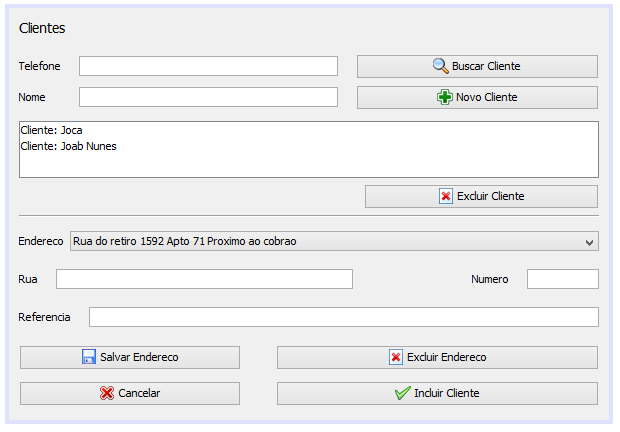 Clientes
Telefone Buscar Cliente
Nome Novo Cliente
Cliente: Joca
Cliente: Joab Nunes
Excluir Cliente
Endereco Rua do retiro 1592 Apto 71 Proximo ao cobrao
Rua Numero
Referencia
Salvar Endereco Excluir Endereco
Cancelar Incluir Cliente